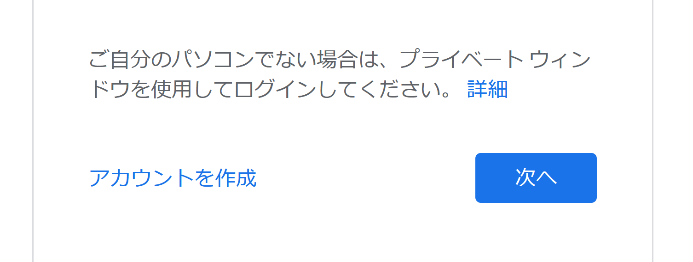 ご自分のパソコンでない場合は、プライベート ウィン
ドウを使用してログインしてください。 詳細
アカウントを作成
次へ